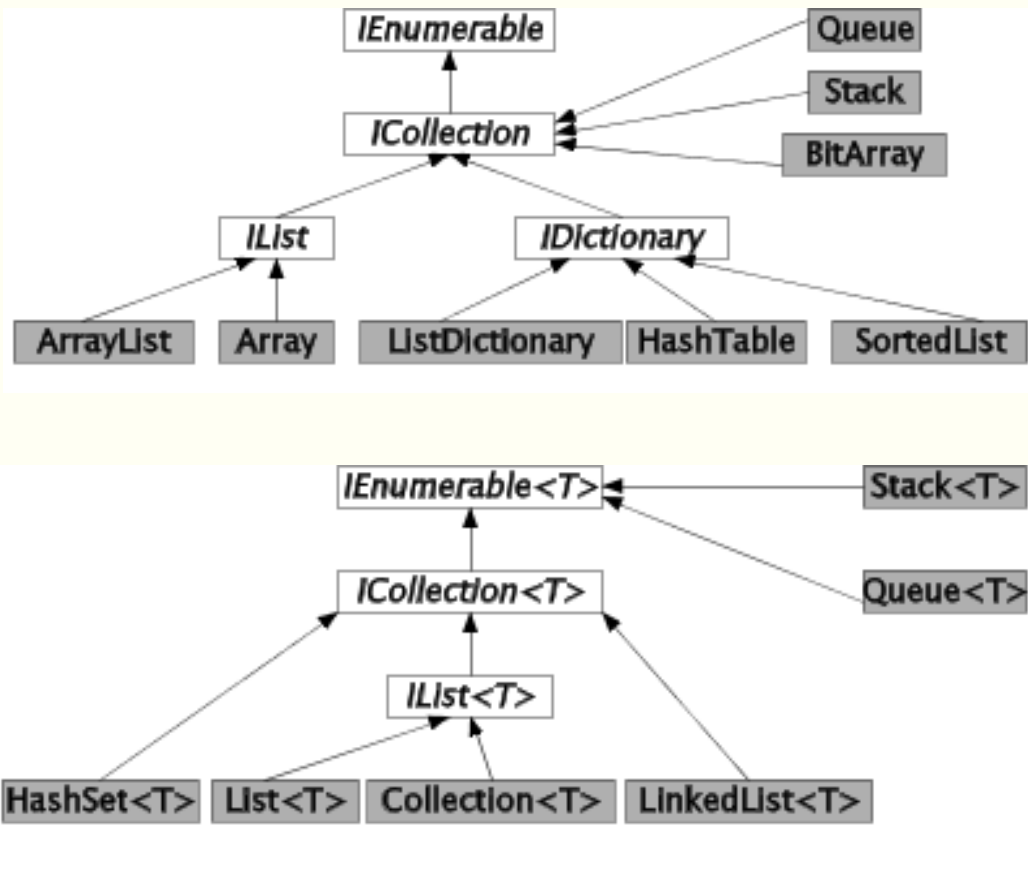 IEnumerable
Queue
Stack
ICollection
BitArray
IList
IDictionary
ArrayList
Array
ListDictionary
HashTable
SortedList
IEnumerable<T>
Stack<T>
ICollection<T>
Queue<T>
IList<T>
HashSet<T>
List<T>
Collection<T>
LinkedList<T>